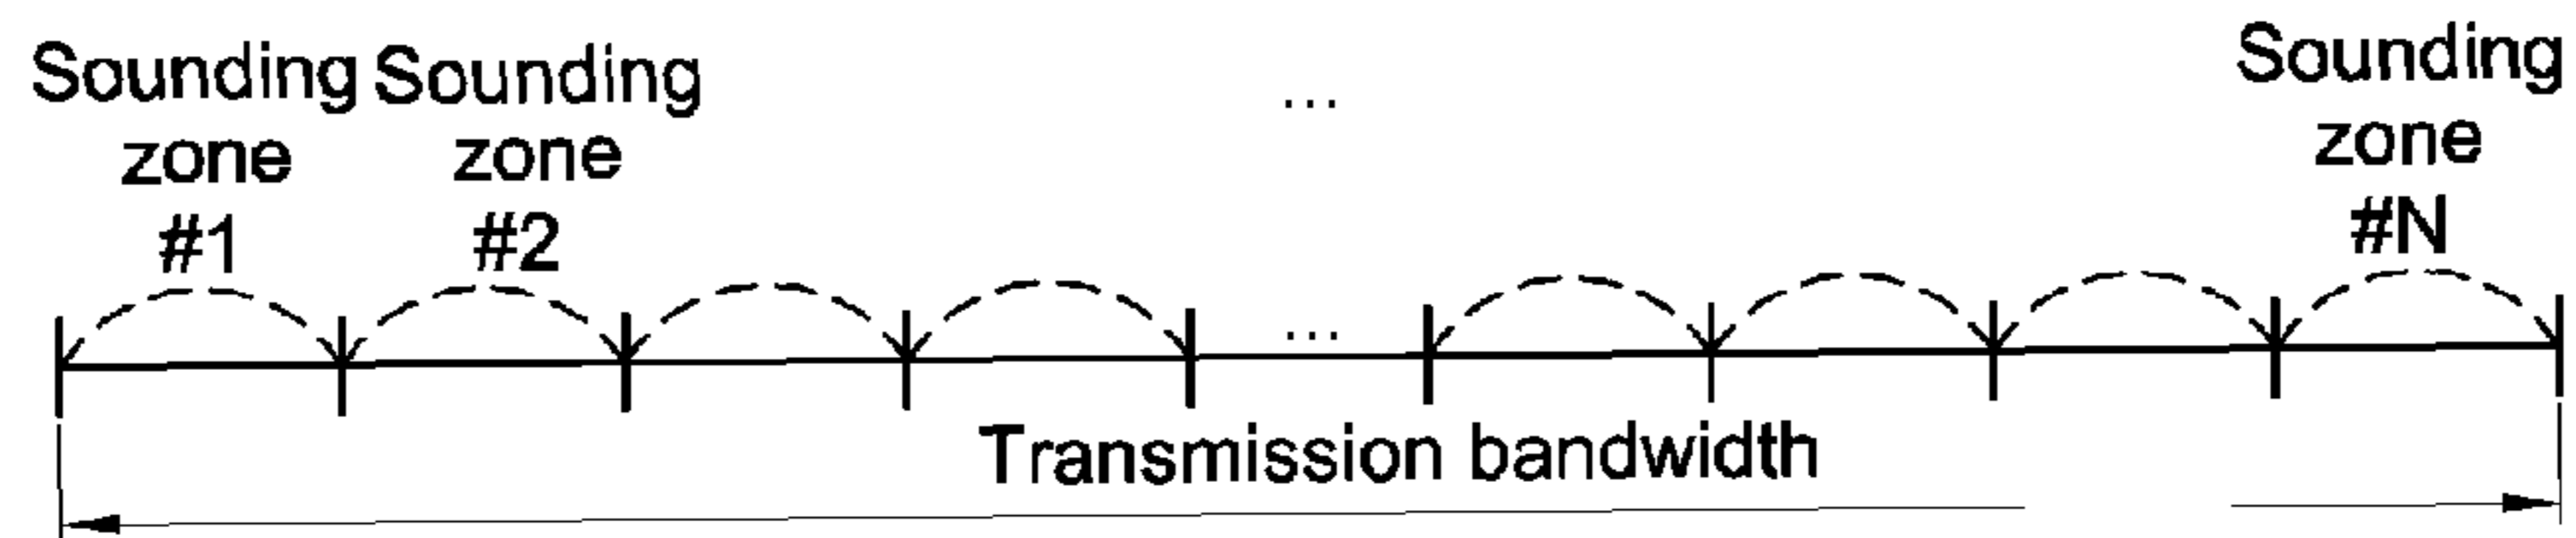 Sounding
zone
#1
Sounding
zone
#2
...
Sounding
zone
#N
...
Transmission bandwidth